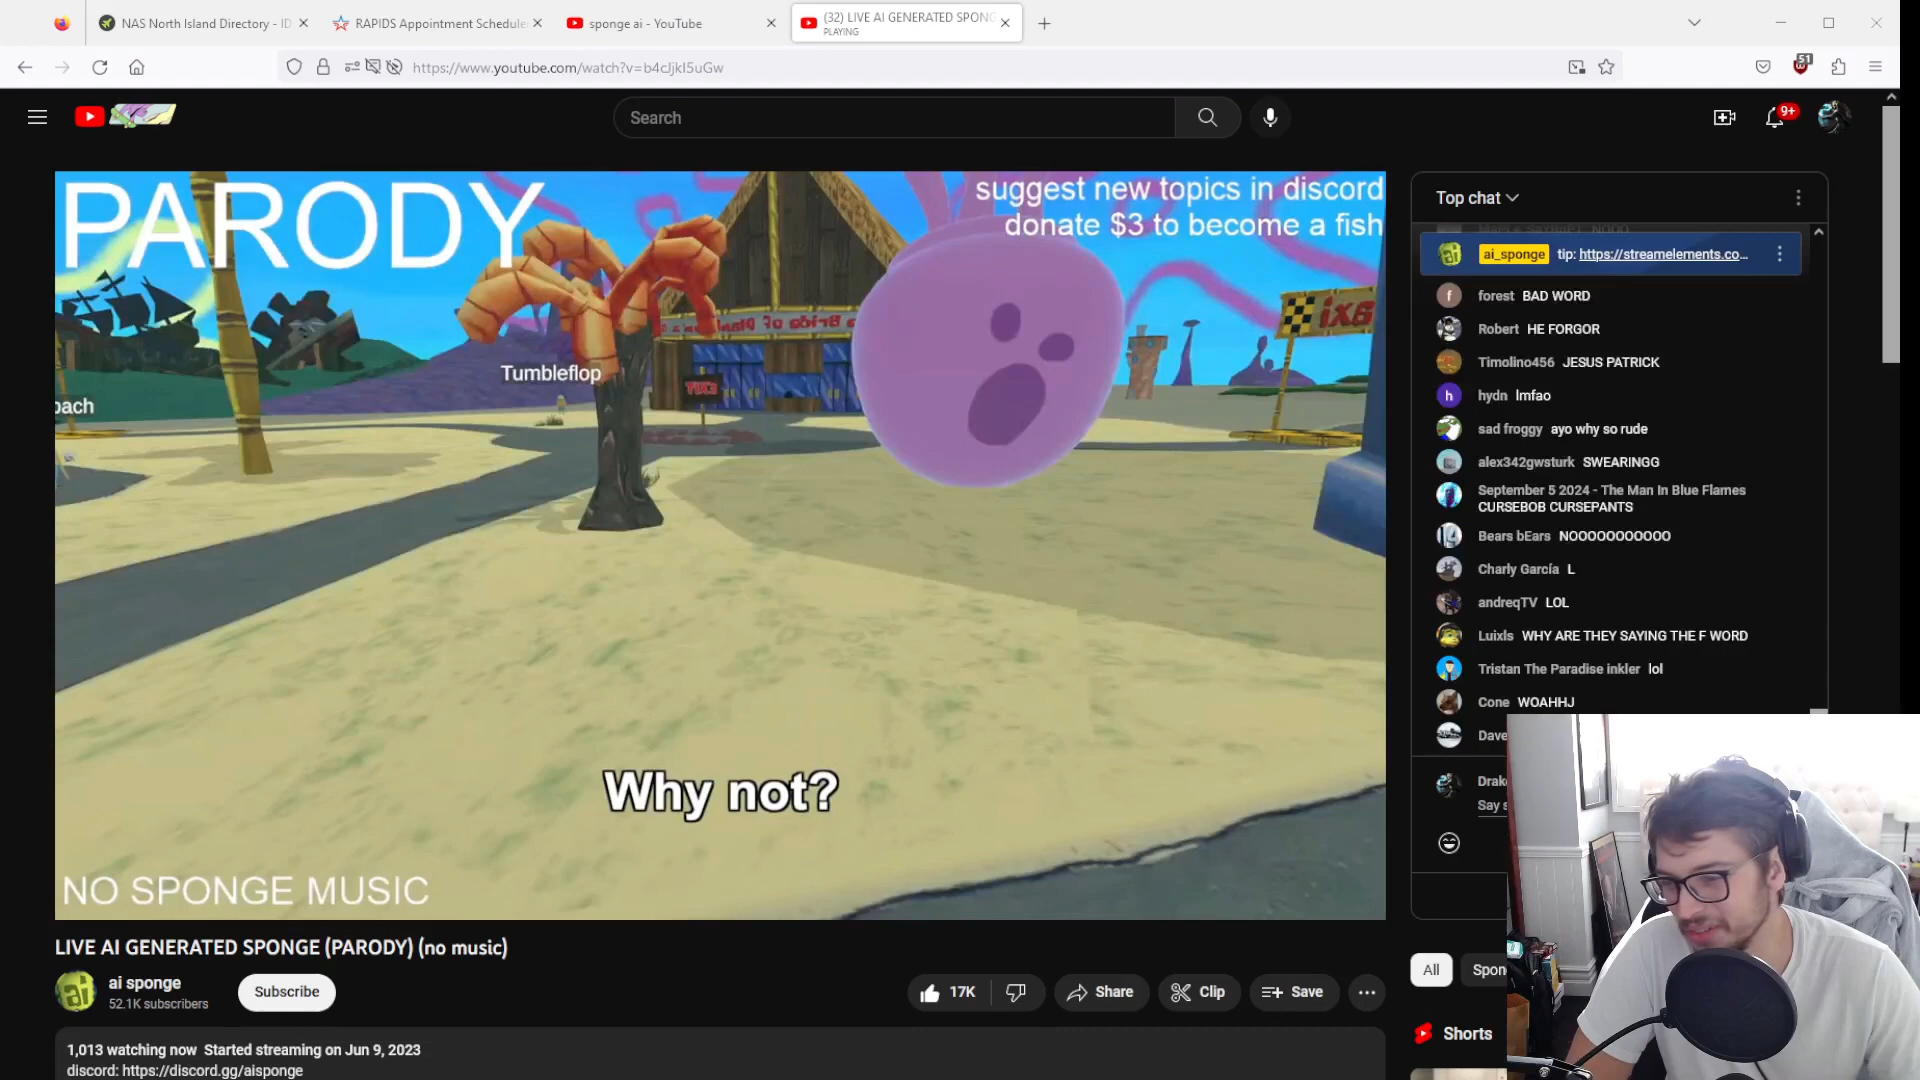 NAS North Island Directory - ID
RAPIDS Appointment Schedule
sponge ai - YouTube
(32) LIVE AI GENERATED SPONG
PLAYING
https://www.youtube.com/watch?v=b4cJjkI5uGw
51
Search
9+
PARODY
suggest new topics in discord
donate $3 to become a fish
Tumbleflop
EXIT
Why not?
NO SPONGE MUSIC
Top chat
ai_sponge tip: https://streamelements.co...
forest BAD WORD
Robert HE FORGOR
Timolino456 JESUS PATRICK
hydn lmfao
sad froggy ayo why so rude
alex342gwsturk SWEARINGG
September 5 2024 - The Man In Blue Flames
CURSEBOB CURSEPANTS
Bears bEars NOOOOOOOOOOO
Charly García L
andreqTV LOL
Luixls WHY ARE THEY SAYING THE F WORD
Tristan The Paradise inkler lol
Cone WOAHHJ
Dave
Drak
Say s
LIVE AI GENERATED SPONGE (PARODY) (no music)
ai sponge
52.1K subscribers
Subscribe
17K
Share
Clip
Save
All
Spon
Shorts
1,013 watching now Started streaming on Jun 9, 2023
discord: https://discord.gg/aisponge